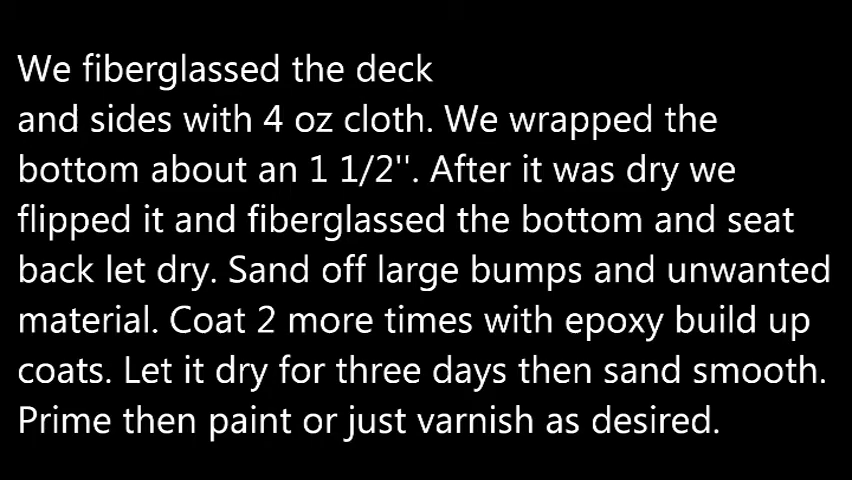 We fiberglassed the deck
and sides with 4 oz cloth. We wrapped the
bottom about an 1 1/2''. After it was dry we
flipped it and fiberglassed the bottom and seat
back let dry. Sand off large bumps and unwanted
material. Coat 2 more times with epoxy build up
coats. Let it dry for three days then sand smooth.
Prime then paint or just varnish as desired.